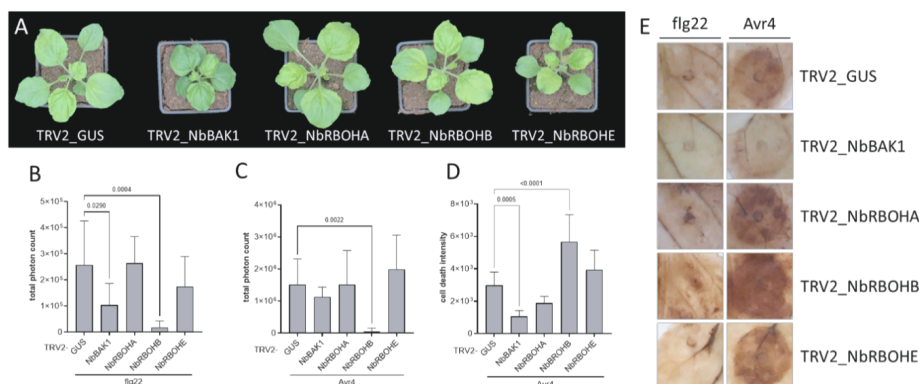 A
TRV2_GUS
TRV2_NbBAK1
TRV2_NbRBOHA
TRV2_NbRBOHB
TRV2_NbRBOHE
B
total photon count
5×10⁵
4×10⁵
3×10⁵
2×10⁵
1×10⁵
0
0.0004
0.0290
TRV2-
GUS
NbBAK1
NbRBOHA
NbRBOHB
NbRBOHE
flg22
C
total photon count
4×10⁶
3×10⁶
2×10⁶
1×10⁶
0
0.0022
TRV2-
GUS
NbBAK1
NbRBOHA
NbRBOHB
NbRBOHE
Avr4
D
cell death intensity
8×10³
6×10³
4×10³
2×10³
0
<0.0001
0.0005
TRV2-
GUS
NbBAK1
NbRBOHA
NbBROHB
NbRBOHE
Avr4
E
flg22 Avr4
TRV2_GUS
TRV2_NbBAK1
TRV2_NbRBOHA
TRV2_NbRBOHB
TRV2_NbRBOHE